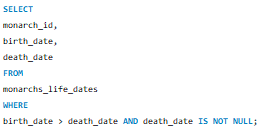 SELECT
monarch_id,
birth_date,
death_date
FROM
monarchs_life_dates
WHERE
birth_date > death_date AND death_date IS NOT NULL;